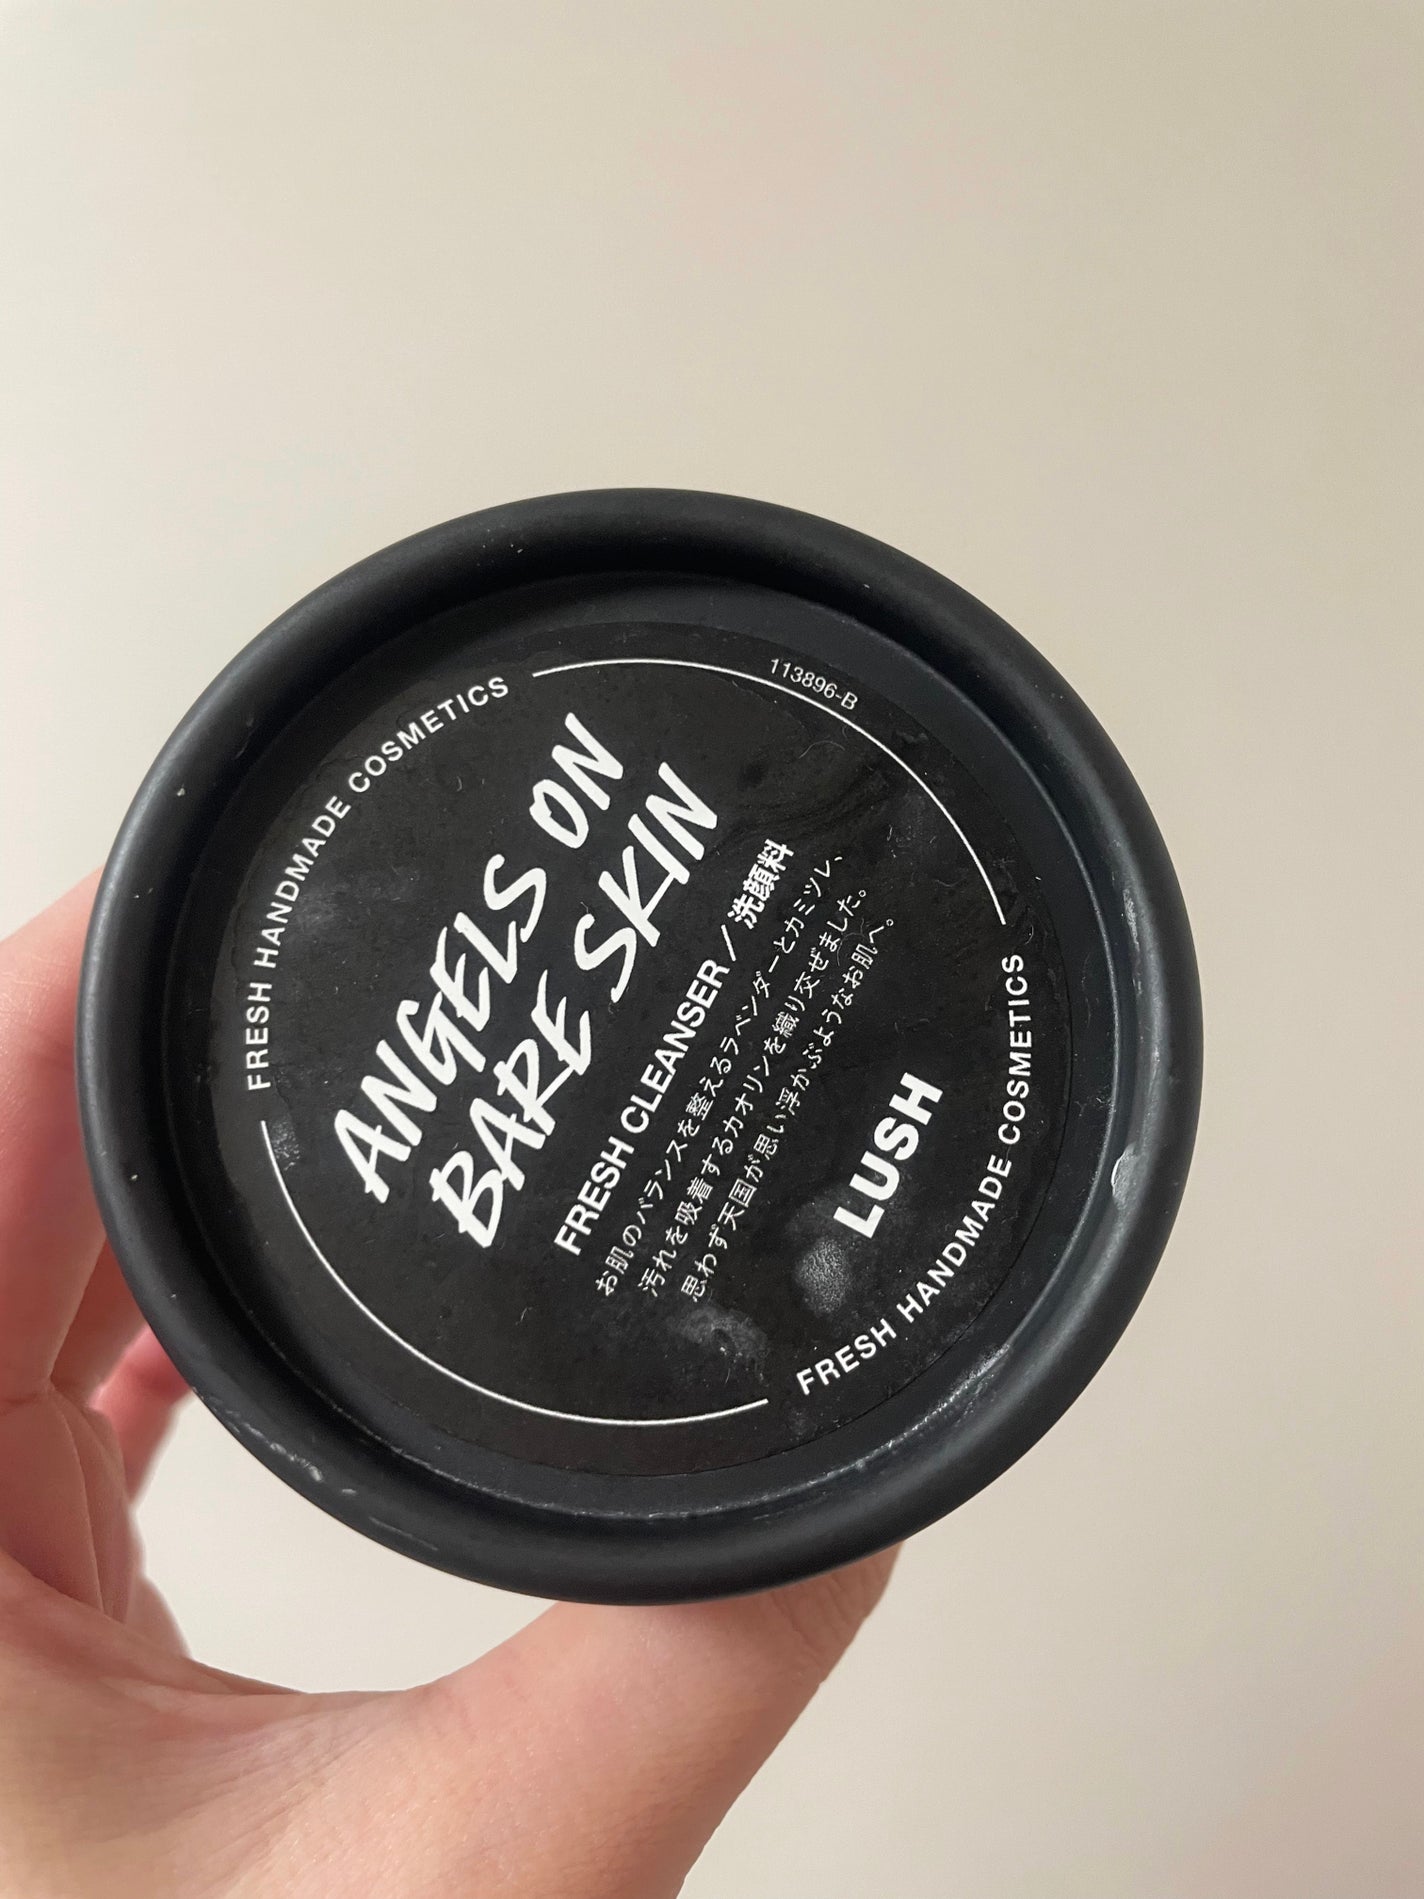 FRESH HANDMADE COSMETICS
113896-B
ANGELS ON
BARE SKIN
FRESH CLEANSER / 洗顔料
お肌のバランスを整えるラベンダーとカミツレ、
汚れを吸着するカオリンを織り交ぜました。
思わず天国が思い浮かぶようなお肌へ。
LUSH
FRESH HANDMADE COSMETICS